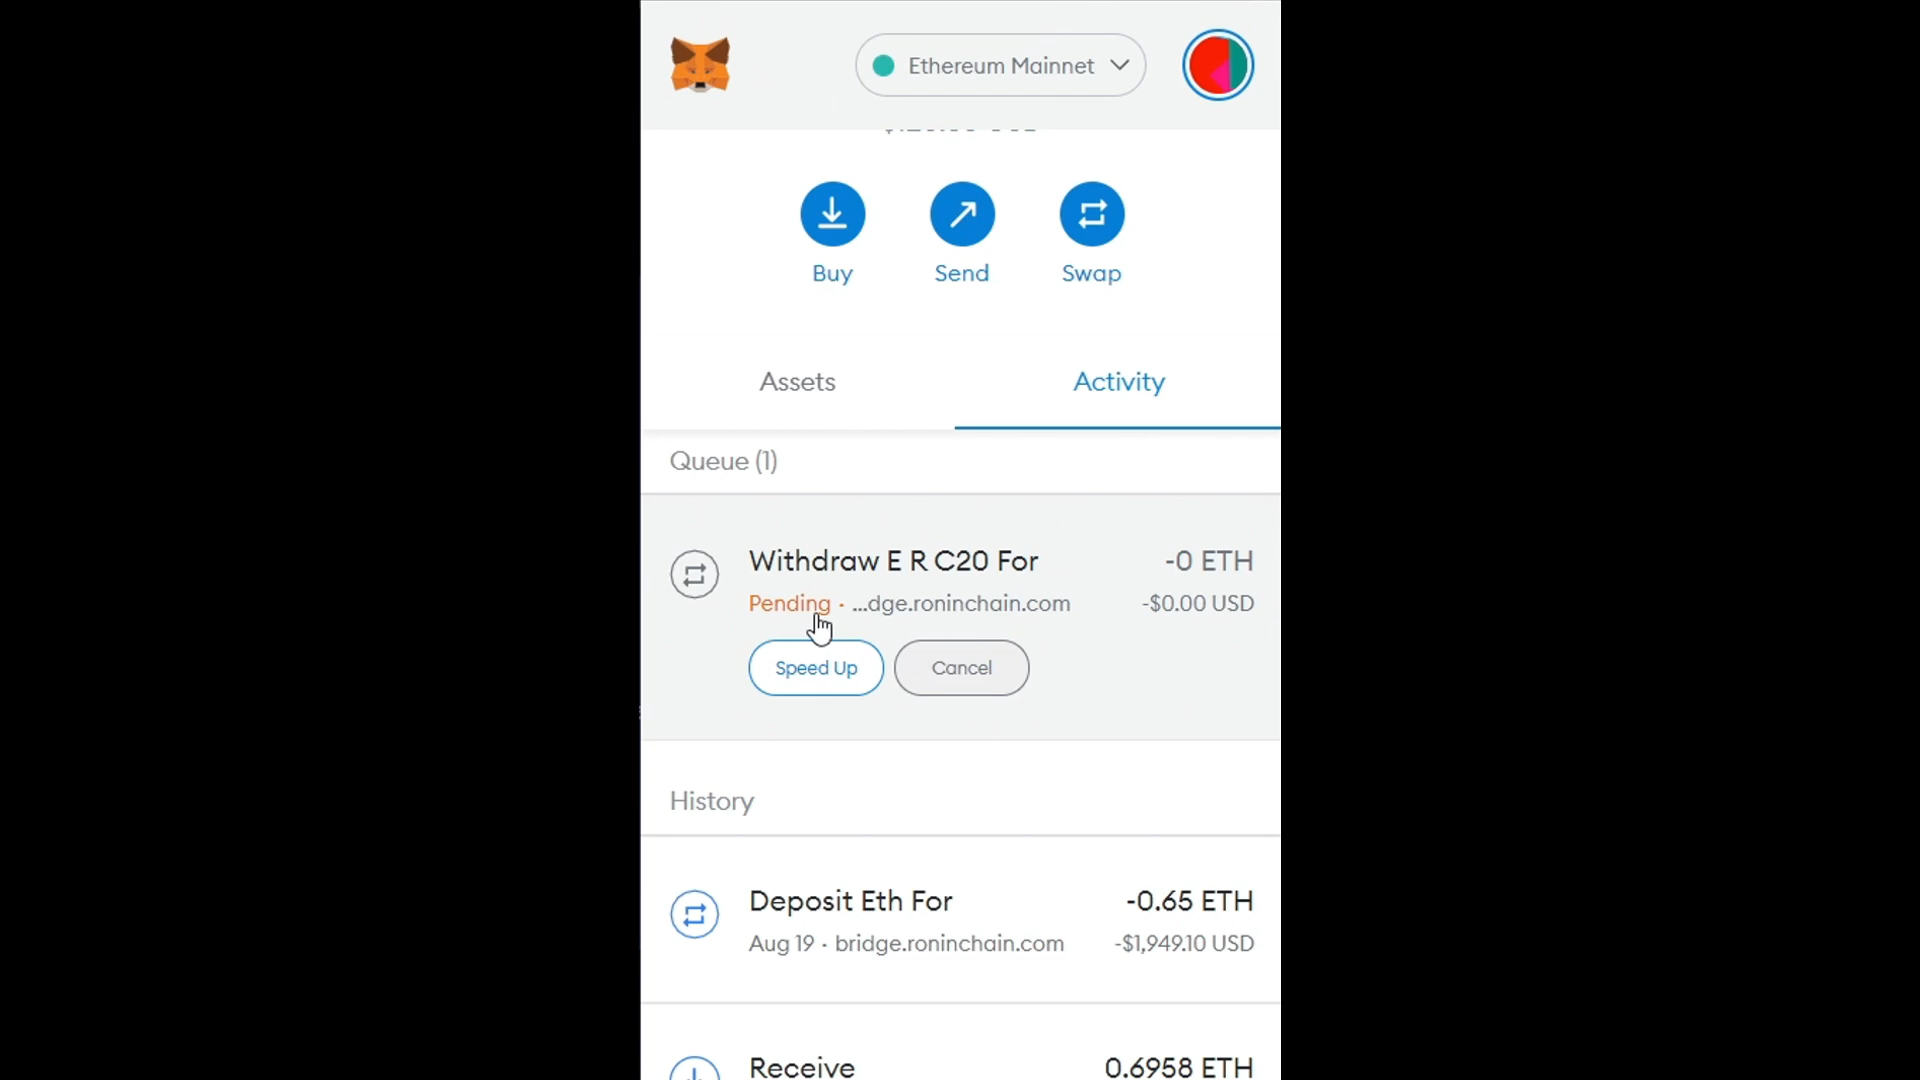 Ethereum Mainnet
Buy
Send
Swap
Assets
Activity
Queue (1)
Withdraw E R C20 For
-0 ETH
Pending · ...dge.roninchain.com
-$0.00 USD
Speed Up
Cancel
History
Deposit Eth For
-0.65 ETH
Aug 19 · bridge.roninchain.com
-$1,949.10 USD
Receive
0.6958 ETH